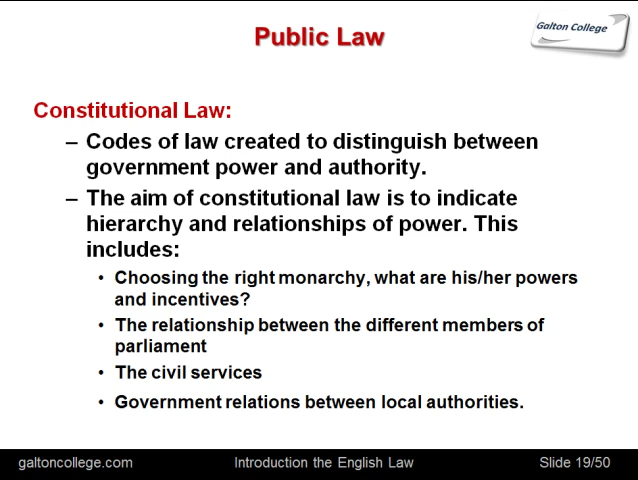 Public Law
Galton College
Constitutional Law:
– Codes of law created to distinguish between
government power and authority.
– The aim of constitutional law is to indicate
hierarchy and relationships of power. This
includes:
• Choosing the right monarchy, what are his/her powers
and incentives?
• The relationship between the different members of
parliament
• The civil services
• Government relations between local authorities.
galtoncollege.com Introduction the English Law Slide 19/50